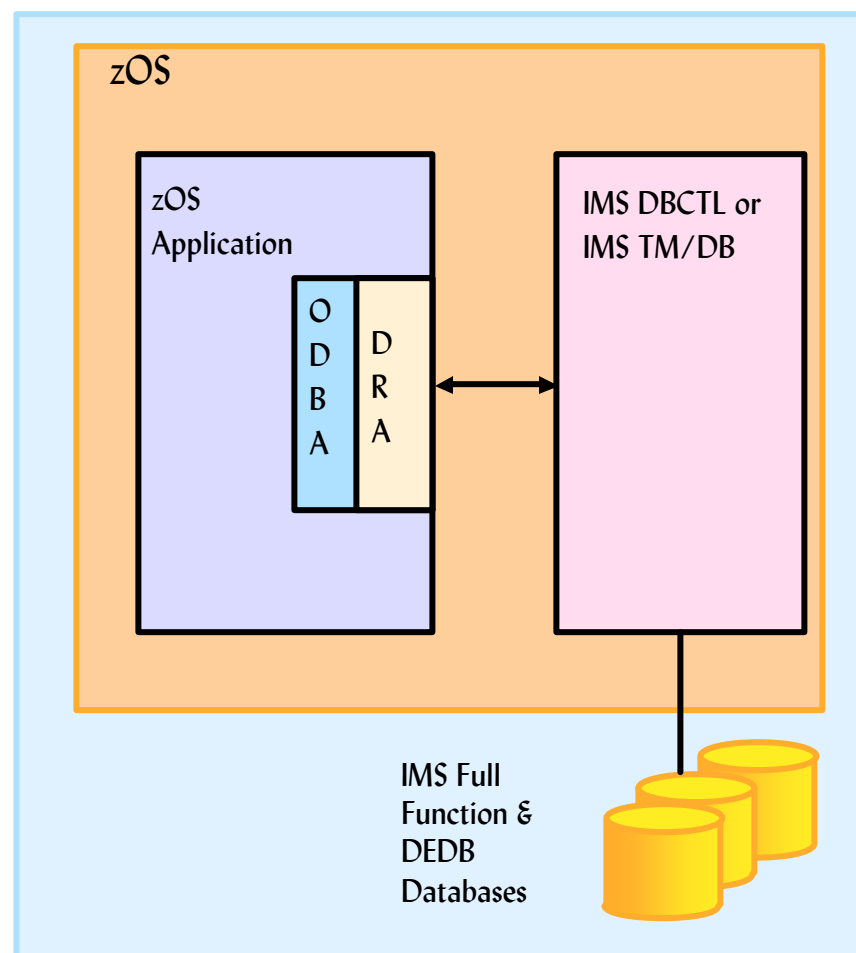 zOS
zOS
Application
IMS DBCTL or
IMS TM/DB
O
D
B
A
D
R
A
IMS Full
Function &
DEDB
Databases